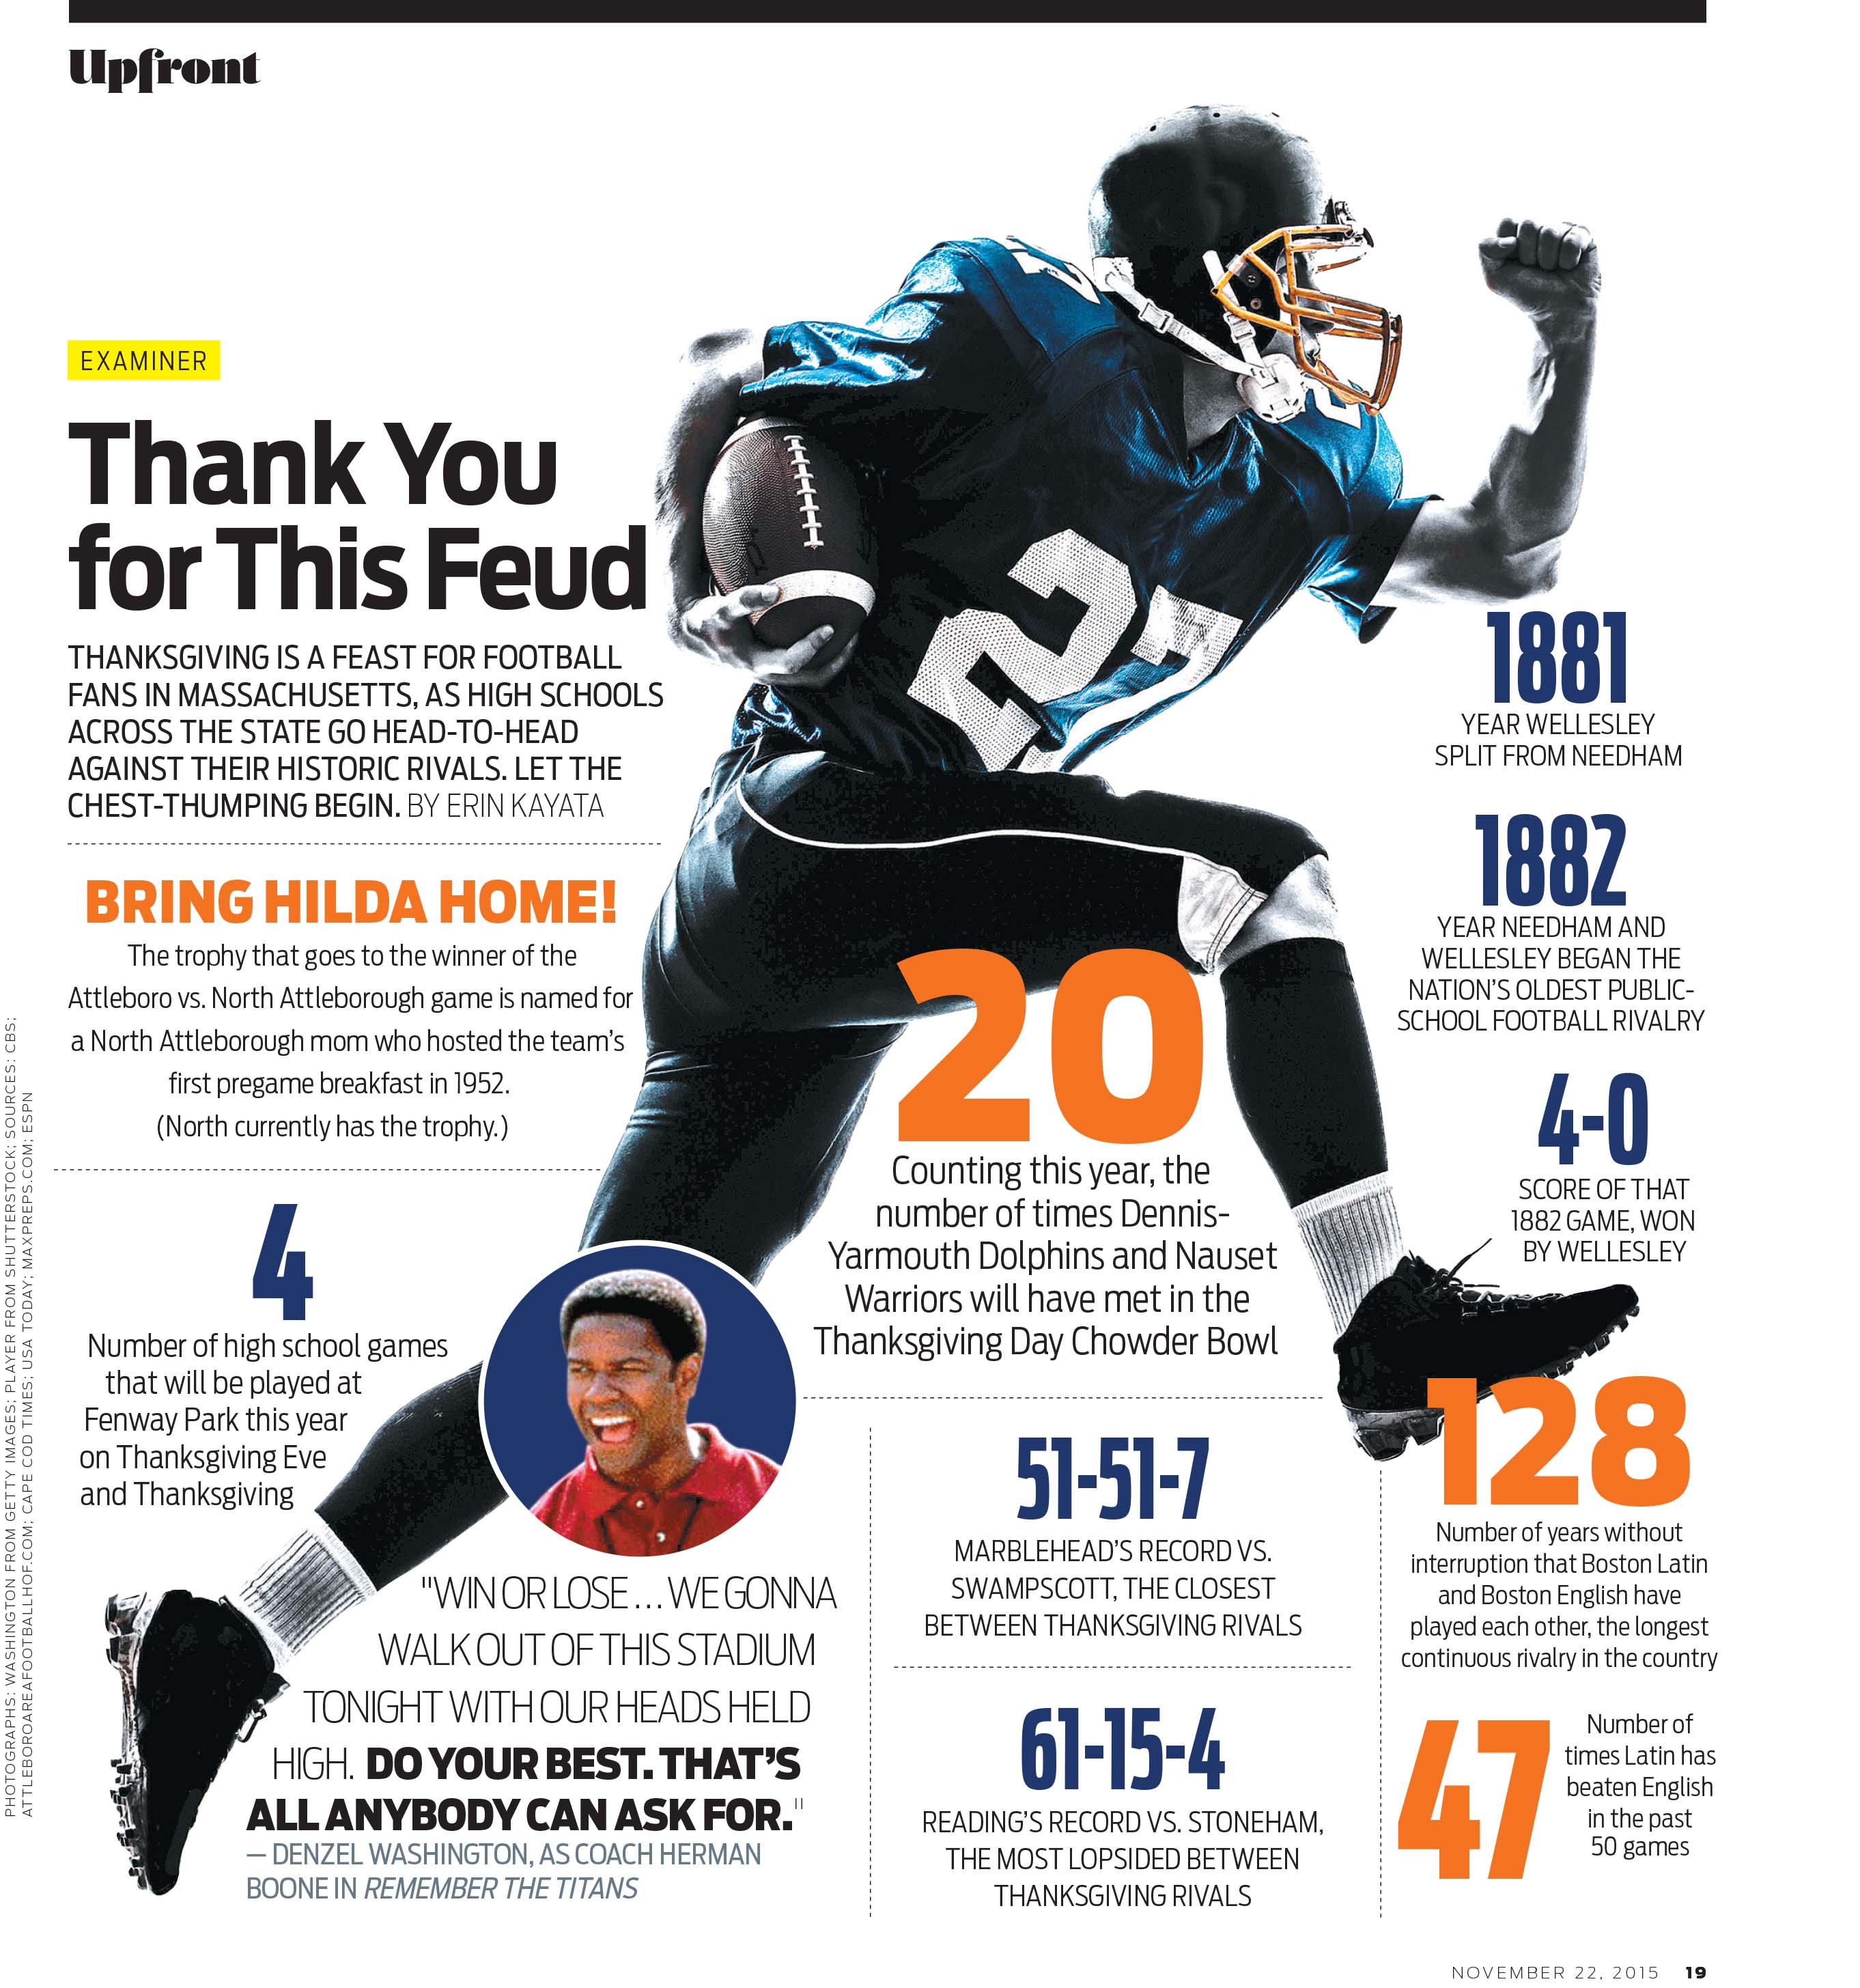 Upfront
EXAMINER
Thank You
for This Feud
THANKSGIVING IS A FEAST FOR FOOTBALL
FANS IN MASSACHUSETTS, AS HIGH SCHOOLS
ACROSS THE STATE GO HEAD-TO-HEAD
AGAINST THEIR HISTORIC RIVALS. LET THE
CHEST-THUMPING BEGIN. BY ERIN KAYATA
BRING HILDA HOME!
The trophy that goes to the winner of the
Attleboro vs. North Attleborough game is named for
a North Attleborough mom who hosted the team's
first pregame breakfast in 1952.
(North currently has the trophy.)
4
Number of high school games
that will be played at
Fenway Park this year
on Thanksgiving Eve
and Thanksgiving
"WIN OR LOSE ... WE GONNA
WALK OUT OF THIS STADIUM
TONIGHT WITH OUR HEADS HELD
HIGH. DO YOUR BEST. THAT'S
ALL ANYBODY CAN ASK FOR."
— DENZEL WASHINGTON, AS COACH HERMAN
BOONE IN REMEMBER THE TITANS
27
20
Counting this year, the
number of times Dennis-
Yarmouth Dolphins and Nauset
Warriors will have met in the
Thanksgiving Day Chowder Bowl
51-51-7
MARBLEHEAD'S RECORD VS.
SWAMPSCOTT, THE CLOSEST
BETWEEN THANKSGIVING RIVALS
61-15-4
READING'S RECORD VS. STONEHAM,
THE MOST LOPSIDED BETWEEN
THANKSGIVING RIVALS
1881
YEAR WELLESLEY
SPLIT FROM NEEDHAM
1882
YEAR NEEDHAM AND
WELLESLEY BEGAN THE
NATION'S OLDEST PUBLIC-
SCHOOL FOOTBALL RIVALRY
4-0
SCORE OF THAT
1882 GAME, WON
BY WELLESLEY
128
Number of years without
interruption that Boston Latin
and Boston English have
played each other, the longest
continuous rivalry in the country
47
Number of
times Latin has
beaten English
in the past
50 games
PHOTOGRAPHS: WASHINGTON FROM GETTY IMAGES; PLAYER FROM SHUTTERSTOCK; SOURCES: CBS;
ATTLEBOROAREAFOOTBALLHOF.COM; CAPE COD TIMES; USA TODAY; MAXPREPS.COM; ESPN
NOVEMBER 22, 2015 19